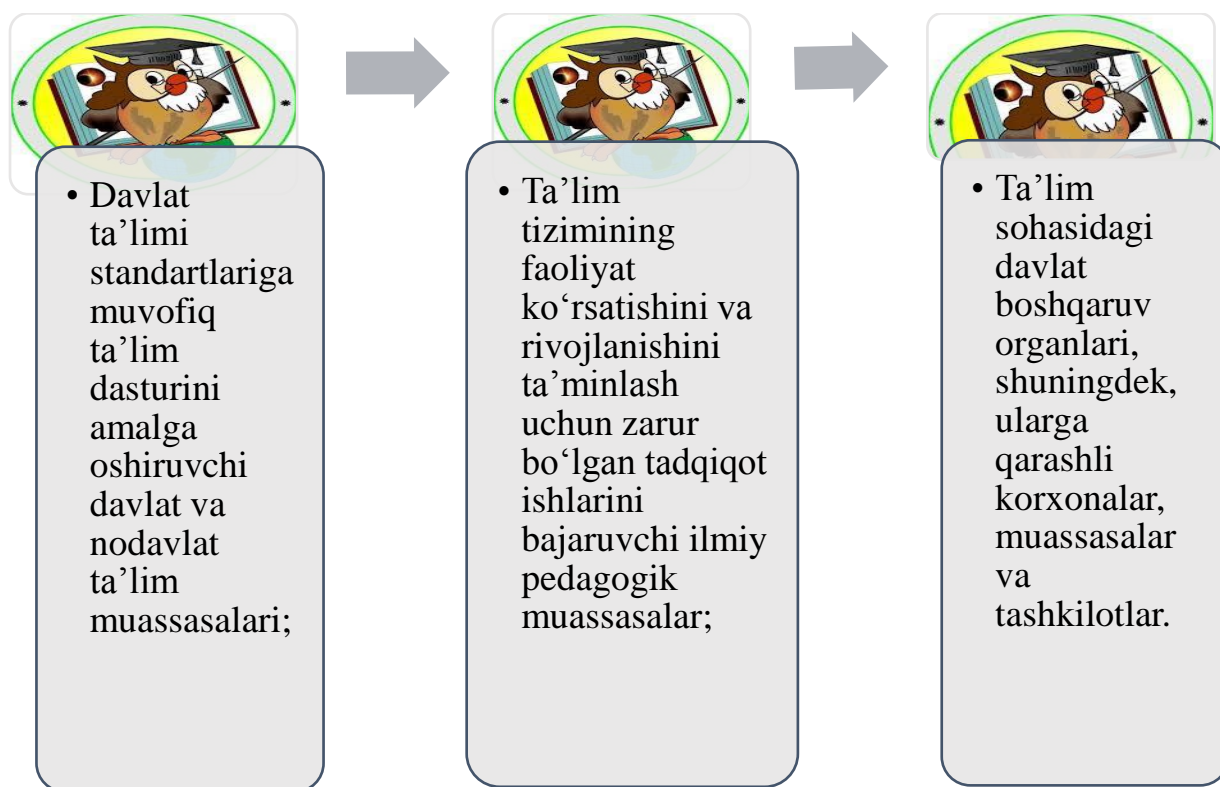 • Davlat
ta’limi
standartlariga
muvofiq
ta’lim
dasturini
amalga
oshiruvchi
davlat va
nodavlat
ta’lim
muassasalari;
• Ta’lim
tizimining
faoliyat
ko‘rsatishini va
rivojlanishini
ta’minlash
uchun zarur
bo‘lgan tadqiqot
ishlarini
bajaruvchi ilmiy
pedagogik
muassasalar;
• Ta’lim
sohasidagi
davlat
boshqaruv
organlari,
shuningdek,
ularga
qarashli
korxonalar,
muassasalar
va
tashkilotlar.